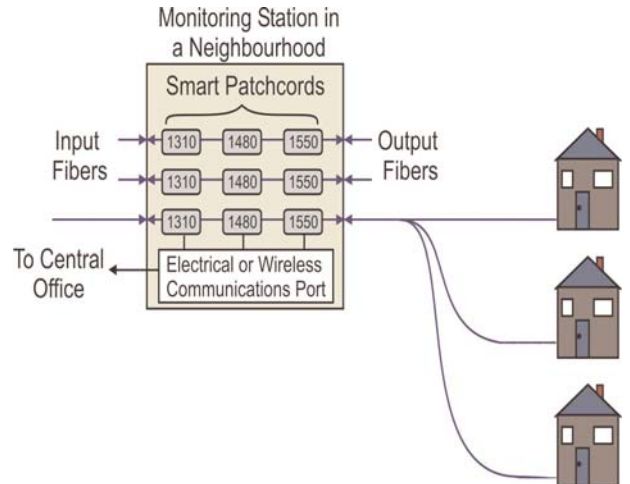 Monitoring Station in
a Neighbourhood
Smart Patchcords
Input
Fibers
1310 1480 1550
Output
Fibers
1310 1480 1550
1310 1480 1550
To Central
Office
Electrical or Wireless
Communications Port